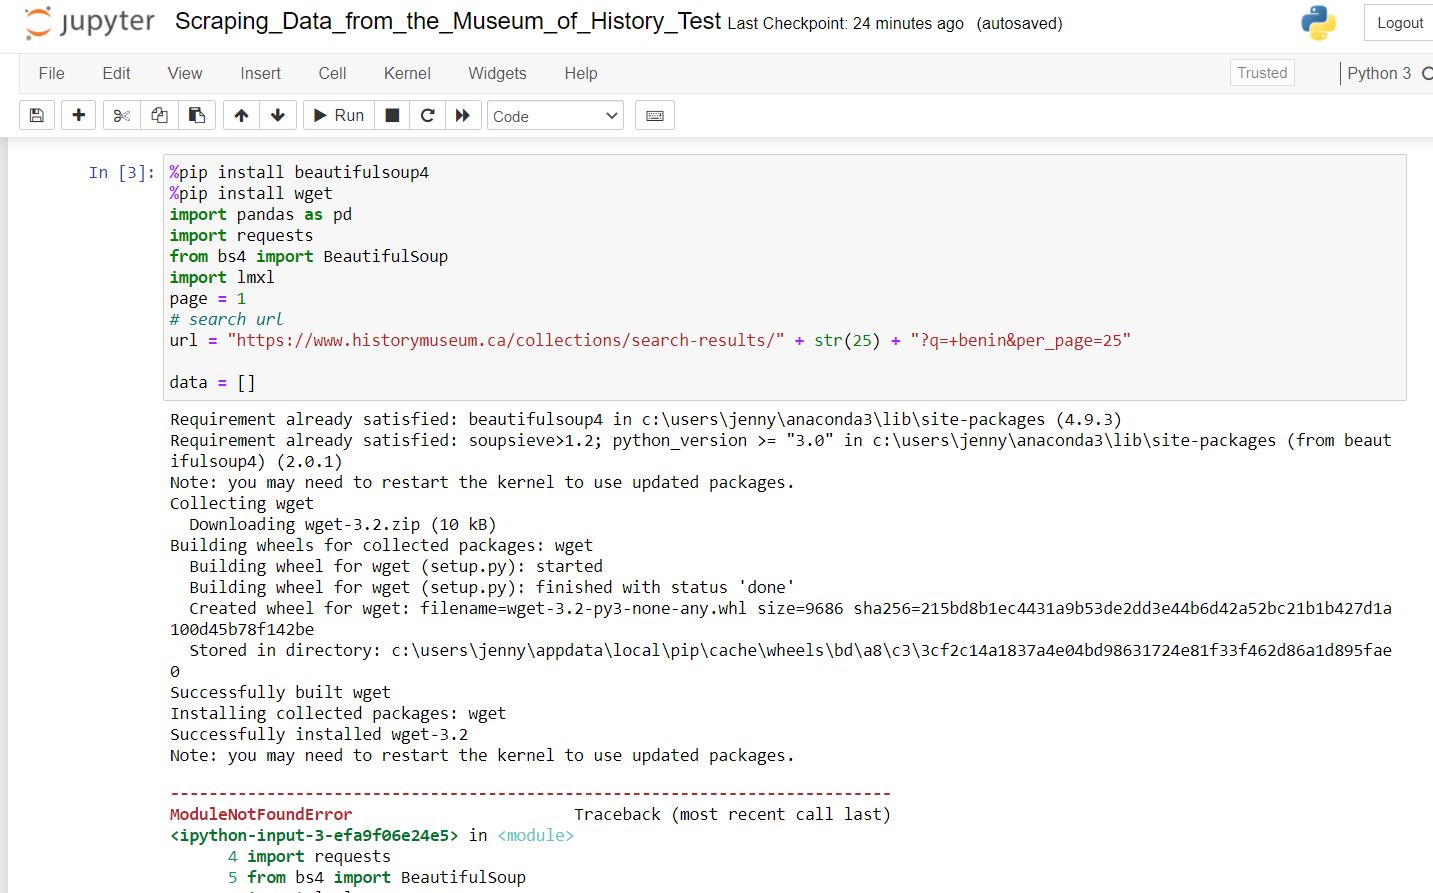 jupyter Scraping_Data_from_the_Museum_of_History_Test Last Checkpoint: 24 minutes ago (autosaved) Logout
File Edit View Insert Cell Kernel Widgets Help Trusted Python 3
Run Code
In [3]: %pip install beautifulsoup4
%pip install wget
import pandas as pd
import requests
from bs4 import BeautifulSoup
import lmxl
page = 1
# search url
url = "https://www.historymuseum.ca/collections/search-results/" + str(25) + "?q=+benin&per_page=25"
data = []
Requirement already satisfied: beautifulsoup4 in c:\users\jenny\anaconda3\lib\site-packages (4.9.3)
Requirement already satisfied: soupsieve>1.2; python_version >= "3.0" in c:\users\jenny\anaconda3\lib\site-packages (from beaut
ifulsoup4) (2.0.1)
Note: you may need to restart the kernel to use updated packages.
Collecting wget
  Downloading wget-3.2.zip (10 kB)
Building wheels for collected packages: wget
  Building wheel for wget (setup.py): started
  Building wheel for wget (setup.py): finished with status 'done'
  Created wheel for wget: filename=wget-3.2-py3-none-any.whl size=9686 sha256=215bd8b1ec4431a9b53de2dd3e44b6d42a52bc21b1b427d1a
100d45b78f142be
  Stored in directory: c:\users\jenny\appdata\local\pip\cache\wheels\bd\a8\c3\3cf2c14a1837a4e04bd98631724e81f33f462d86a1d895fae
0
Successfully built wget
Installing collected packages: wget
Successfully installed wget-3.2
Note: you may need to restart the kernel to use updated packages.
---------------------------------------------------------------------------
ModuleNotFoundError Traceback (most recent call last)
<ipython-input-3-efa9f06e24e5> in <module>
4 import requests
5 from bs4 import BeautifulSoup